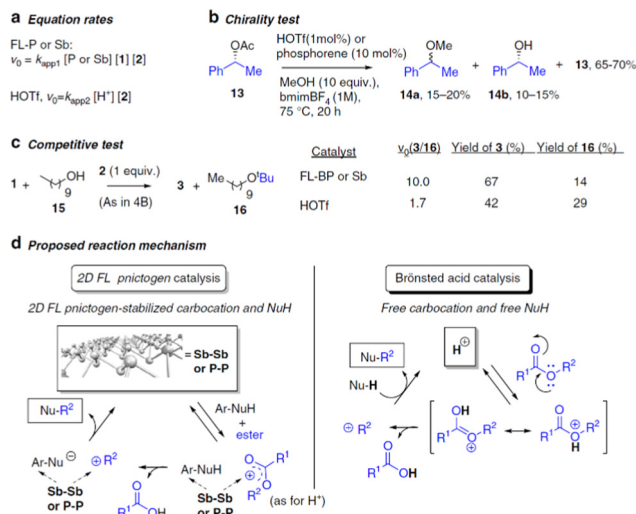 a Equation rates
FL-P or Sb:
v0 = kapp1 [P or Sb] [1] [2]
HOTf, v0=kapp2 [H+] [2]
b Chirality test
OAc
Ph Me
13
HOTf(1mol%) or
phosphorene (10 mol%)
MeOH (10 equiv.),
bmimBF4 (1M),
75 °C, 20 h
OMe
Ph Me
14a, 15–20%
+
OH
Ph Me
14b, 10–15%
+ 13, 65-70%
c Competitive test
1 + OH
9
15
2 (1 equiv.)
(As in 4B)
3 + Me OtBu
9
16
Catalyst v0(3/16) Yield of 3 (%) Yield of 16 (%)
FL-BP or Sb 10.0 67 14
HOTf 1.7 42 29
d Proposed reaction mechanism
2D FL pnictogen catalysis
2D FL pnictogen-stabilized carbocation and NuH
= Sb-Sb
or P-P
Nu-R2
Ar-NuH
+
ester
Ar-Nu ⊖ ⊕ R2
Sb-Sb
or P-P
O
R1 OH
Ar-NuH
Sb-Sb
or P-P
O R1
⊕
O
R2
(as for H+)
Brönsted acid catalysis
Free carbocation and free NuH
H⊕
Nu-R2
Nu-H
O
R1 O R2
⊕ R2
O
R1 OH
OH
R1 O R2
⊕
O
R1 O R2
⊕
H